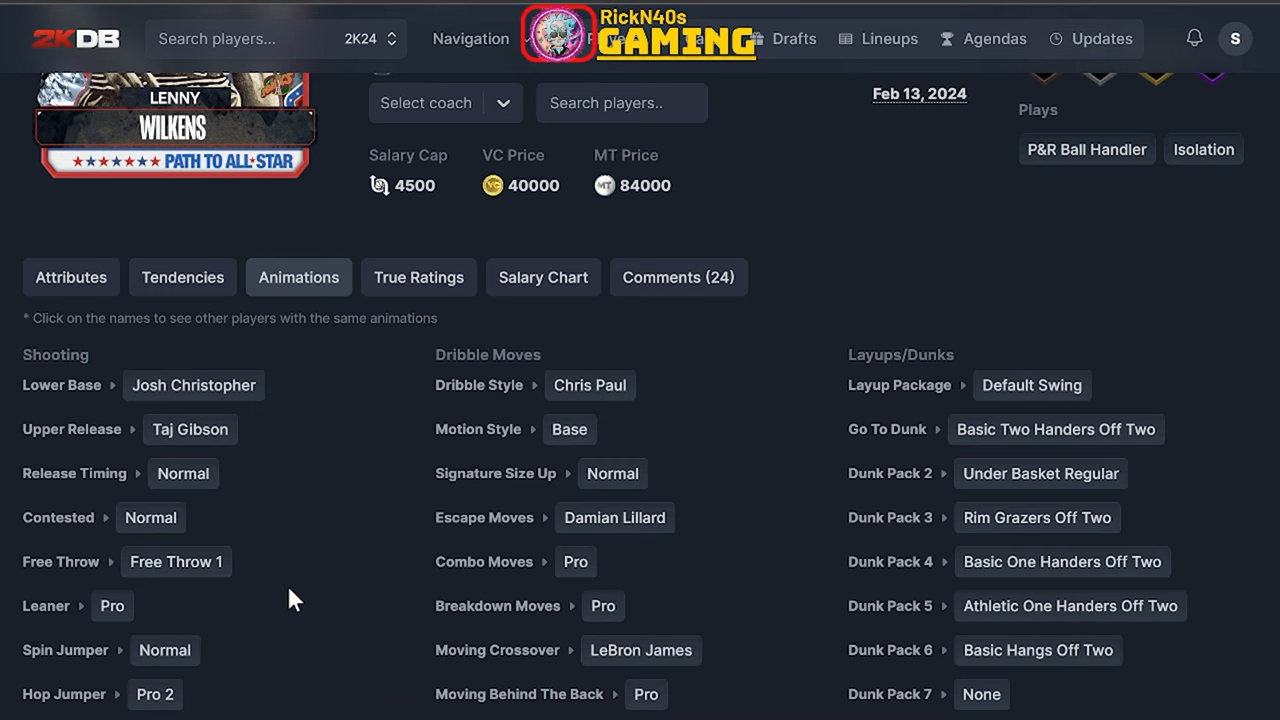 2KDB
Search players...
2K24
Navigation
RickN40s
GAMING
Drafts
Lineups
Agendas
Updates
S
LENNY
WILKENS
PATH TO ALL★STAR
Select coach
Search players..
Feb 13, 2024
Plays
P&R Ball Handler
Isolation
Salary Cap
VC Price
MT Price
4500
VC 40000
MT 84000
Attributes
Tendencies
Animations
True Ratings
Salary Chart
Comments (24)
* Click on the names to see other players with the same animations
Shooting
Lower Base Josh Christopher
Upper Release Taj Gibson
Release Timing Normal
Contested Normal
Free Throw Free Throw 1
Leaner Pro
Spin Jumper Normal
Hop Jumper Pro 2
Dribble Moves
Dribble Style Chris Paul
Motion Style Base
Signature Size Up Normal
Escape Moves Damian Lillard
Combo Moves Pro
Breakdown Moves Pro
Moving Crossover LeBron James
Moving Behind The Back Pro
Layups/Dunks
Layup Package Default Swing
Go To Dunk Basic Two Handers Off Two
Dunk Pack 2 Under Basket Regular
Dunk Pack 3 Rim Grazers Off Two
Dunk Pack 4 Basic One Handers Off Two
Dunk Pack 5 Athletic One Handers Off Two
Dunk Pack 6 Basic Hangs Off Two
Dunk Pack 7 None